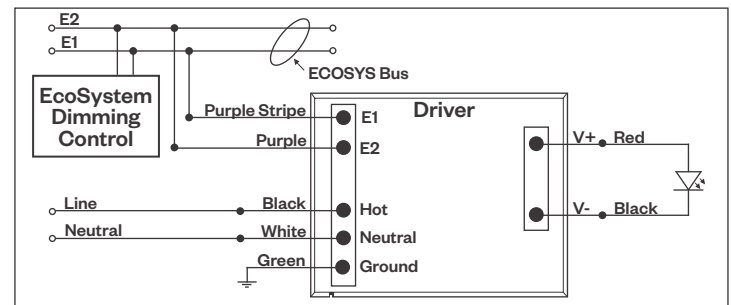 E2
E1
ECOSYS Bus
EcoSystem
Dimming
Control
Driver
Purple Stripe
E1
Purple
E2
V+
Red
Line
Black
Hot
V-
Black
Neutral
White
Neutral
Green
Ground